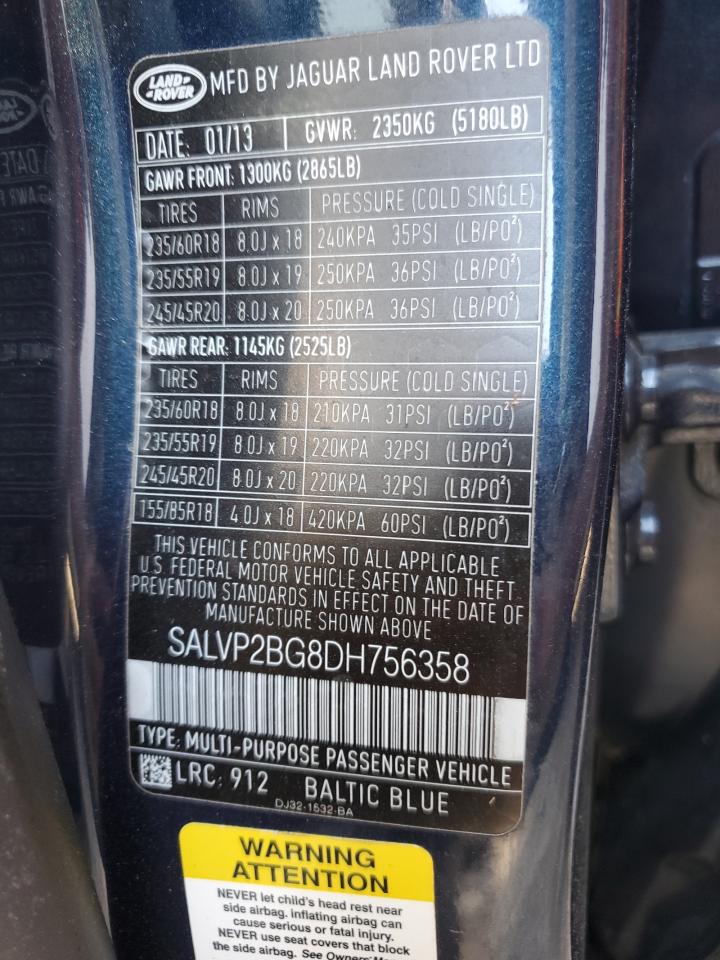 LAND ROVER MFD BY JAGUAR LAND ROVER LTD
DATE: 01/13 GVWR: 2350KG (5180LB)
GAWR FRONT: 1300KG (2865LB)
TIRES RIMS PRESSURE (COLD SINGLE)
235/60R18 8.0J x 18 240KPA 35PSI (LB/PO²)
235/55R19 8.0J x 19 250KPA 36PSI (LB/PO²)
245/45R20 8.0J x 20 250KPA 36PSI (LB/PO²)
GAWR REAR: 1145KG (2525LB)
TIRES RIMS PRESSURE (COLD SINGLE)
235/60R18 8.0J x 18 210KPA 31PSI (LB/PO²)
235/55R19 8.0J x 19 220KPA 32PSI (LB/PO²)
245/45R20 8.0J x 20 220KPA 32PSI (LB/PO²)
155/85R18 4.0J x 18 420KPA 60PSI (LB/PO²)
THIS VEHICLE CONFORMS TO ALL APPLICABLE
U.S. FEDERAL MOTOR VEHICLE SAFETY AND THEFT
PREVENTION STANDARDS IN EFFECT ON THE DATE OF
MANUFACTURE SHOWN ABOVE
SALVP2BG8DH756358
TYPE: MULTI-PURPOSE PASSENGER VEHICLE
LRC: 912 BALTIC BLUE
DJ32-1532-BA
WARNING
ATTENTION
NEVER let child's head rest near
side airbag. inflating airbag can
cause serious or fatal injury.
NEVER use seat covers that block
the side airbag. See Owners'